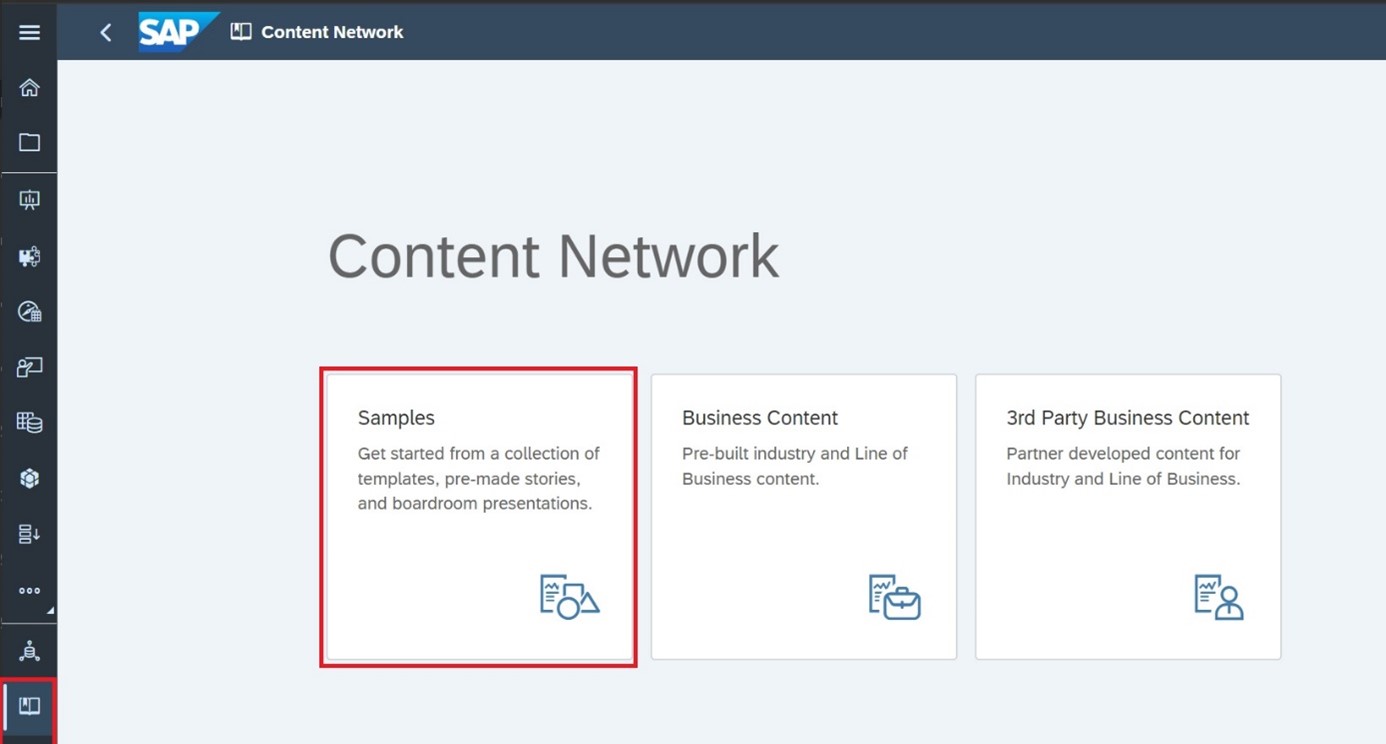 SAP Content Network
Content Network
Samples
Get started from a collection of
templates, pre-made stories,
and boardroom presentations.
Business Content
Pre-built industry and Line of
Business content.
3rd Party Business Content
Partner developed content for
Industry and Line of Business.